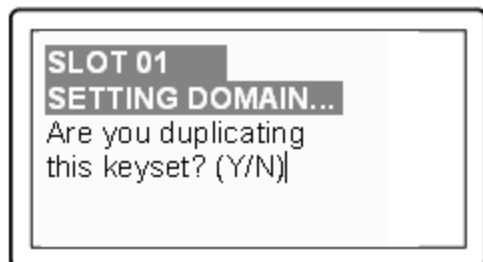 SLOT 01
SETTING DOMAIN...
Are you duplicating
this keyset? (Y/N)